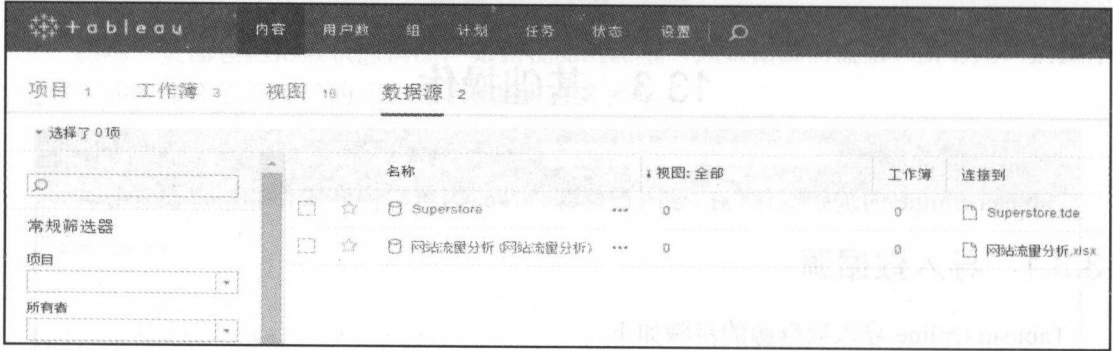 +ableau 内容 用户数 组 计划 任务 状态 设置
项目 1 工作簿 3 视图 16 数据源 2
选择了 0项
名称 视图: 全部 工作簿 连接到
Superstore ... 0 0 Superstore.tde
常规筛选器
网站流量分析 (网站流量分析) ... 0 0 网站流量分析.xlsx
项目
所有者